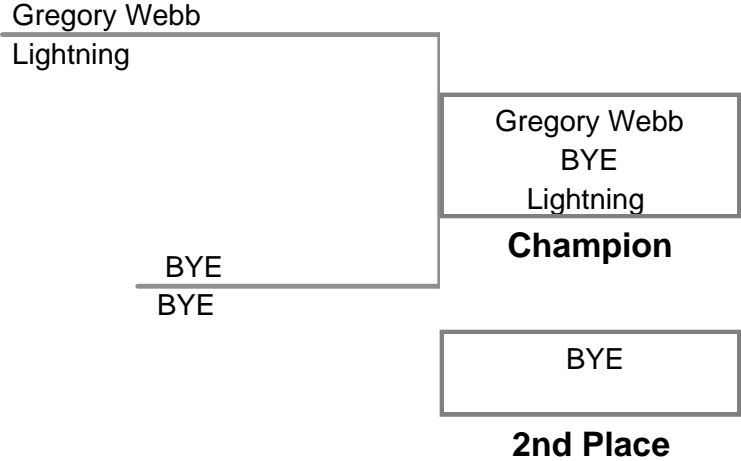 Gregory Webb
Lightning
Gregory Webb
BYE
Lightning
Champion
BYE
BYE
BYE
2nd Place